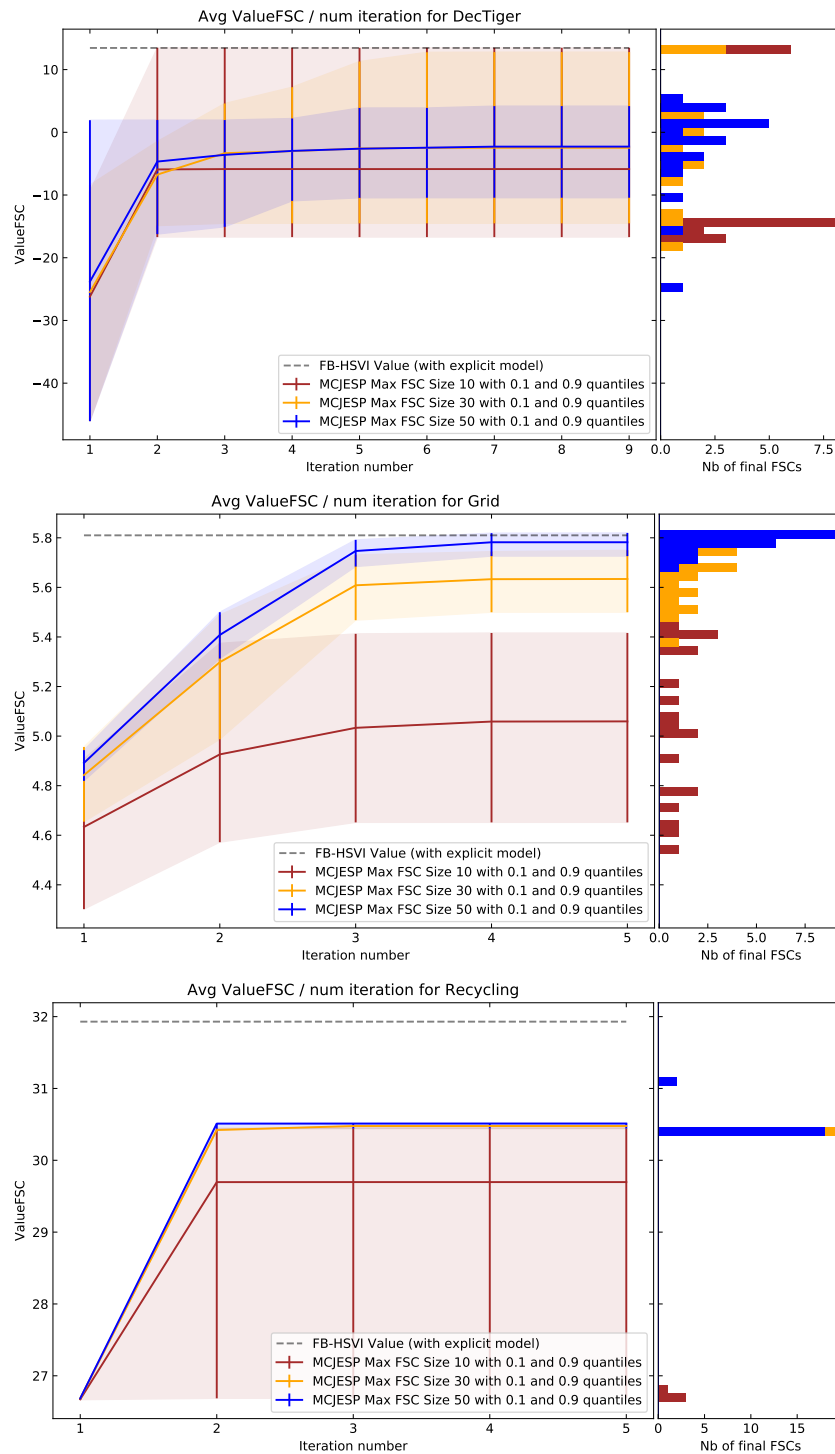 Avg ValueFSC / num iteration for DecTiger
10
0
−10
−20
−30
−40
ValueFSC
FB-HSVI Value (with explicit model)
MCJESP Max FSC Size 10 with 0.1 and 0.9 quantiles
MCJESP Max FSC Size 30 with 0.1 and 0.9 quantiles
MCJESP Max FSC Size 50 with 0.1 and 0.9 quantiles
1 2 3 4 5 6 7 8 9
Iteration number
0.0 2.5 5.0 7.5
Nb of final FSCs
Avg ValueFSC / num iteration for Grid
5.8
5.6
5.4
5.2
5.0
4.8
4.6
4.4
ValueFSC
FB-HSVI Value (with explicit model)
MCJESP Max FSC Size 10 with 0.1 and 0.9 quantiles
MCJESP Max FSC Size 30 with 0.1 and 0.9 quantiles
MCJESP Max FSC Size 50 with 0.1 and 0.9 quantiles
1 2 3 4 5
Iteration number
0.0 2.5 5.0 7.5
Nb of final FSCs
Avg ValueFSC / num iteration for Recycling
32
31
30
29
28
27
ValueFSC
FB-HSVI Value (with explicit model)
MCJESP Max FSC Size 10 with 0.1 and 0.9 quantiles
MCJESP Max FSC Size 30 with 0.1 and 0.9 quantiles
MCJESP Max FSC Size 50 with 0.1 and 0.9 quantiles
1 2 3 4 5
Iteration number
0 5 10 15
Nb of final FSCs